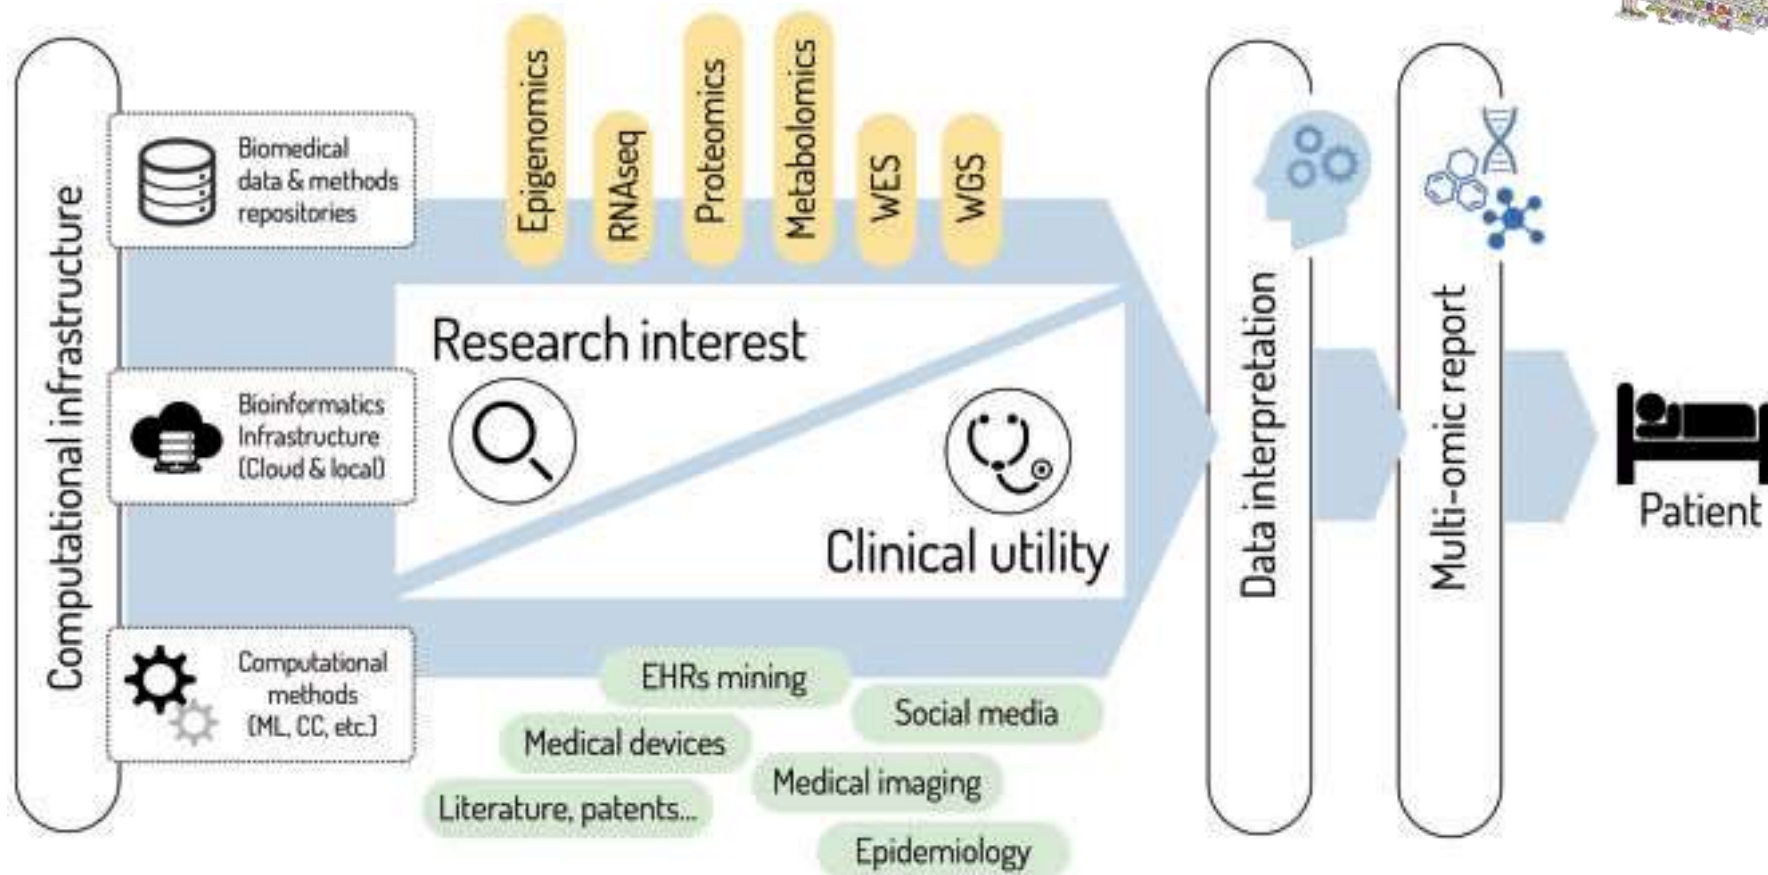 Computational infrastructure
Biomedical
data & methods
repositories
Bioinformatics
Infrastructure
(Cloud & local)
Computational
methods
(ML, CC, etc.)
Epigenomics
RNAseq
Proteomics
Metabolomics
WES
WGS
Research interest
Clinical utility
EHRs mining
Social media
Medical devices
Medical imaging
Literature, patents...
Epidemiology
Data interpretation
Multi-omic report
Patient